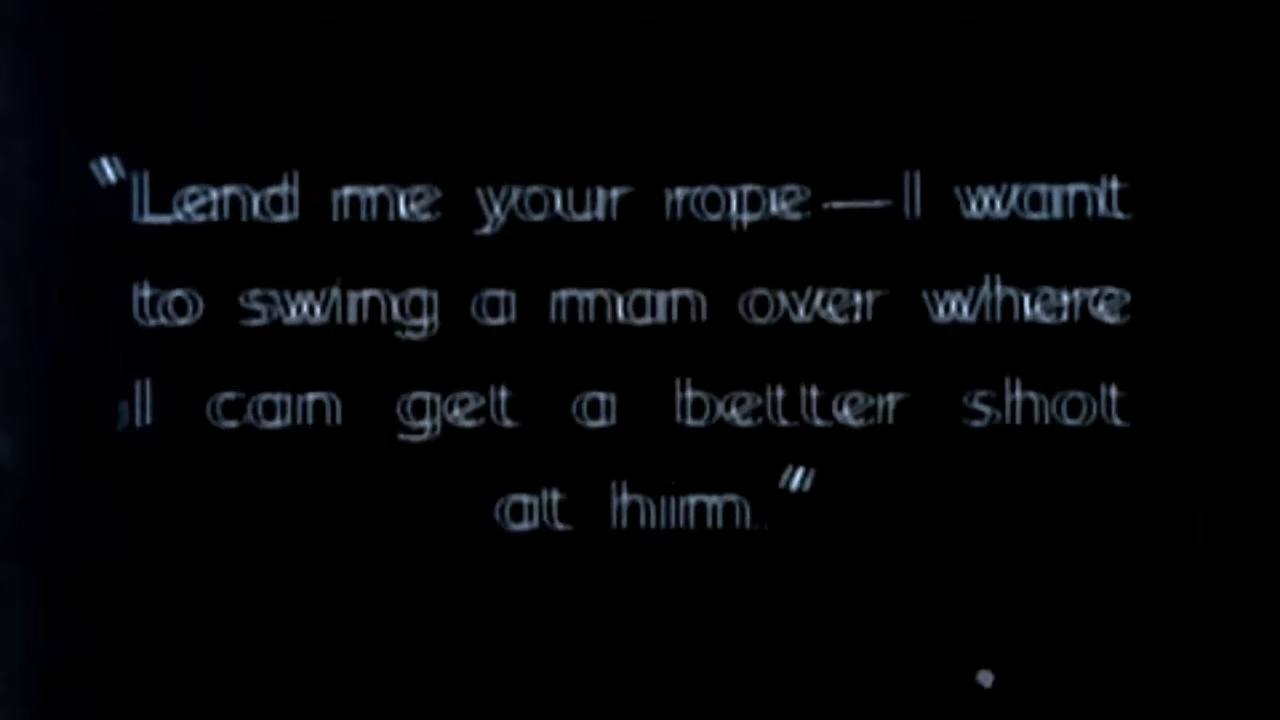 "Lend me your rope—I want
to swing a man over where
I can get a better shot
at him."